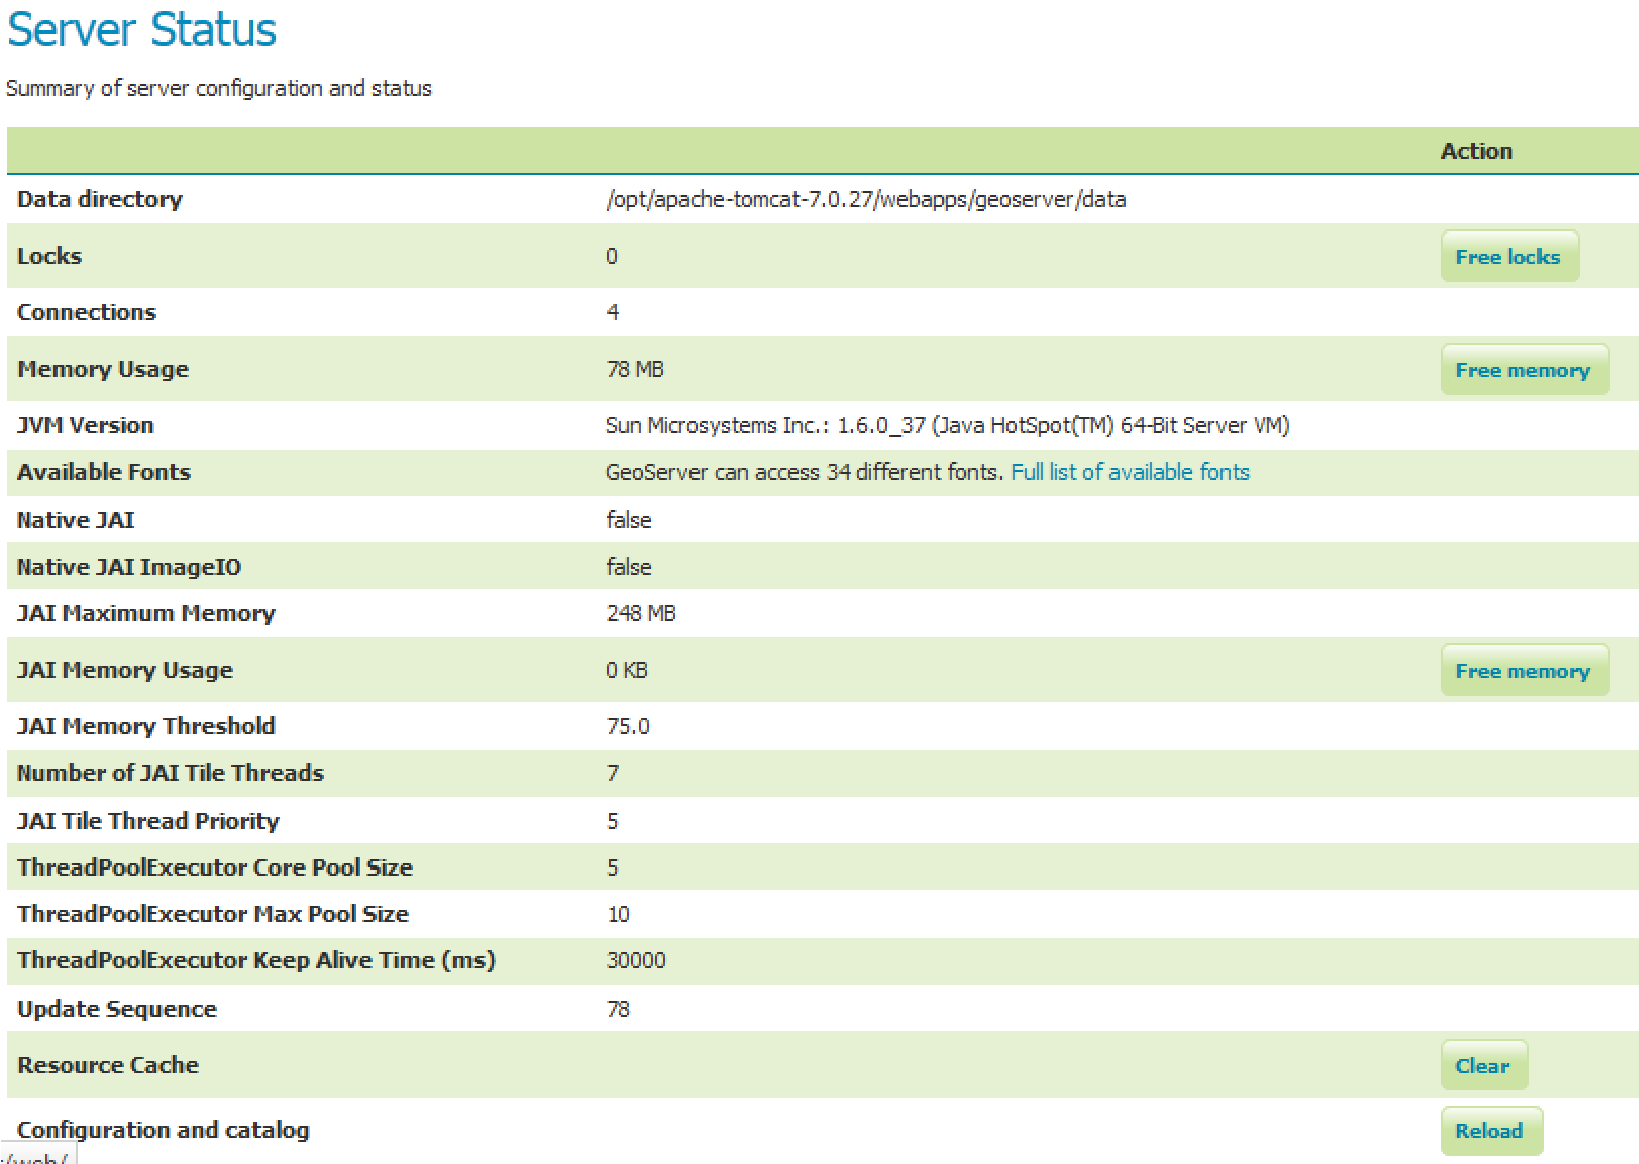 Server Status
Summary of server configuration and status
Action
Data directory /opt/apache-tomcat-7.0.27/webapps/geoserver/data
Locks 0 Free locks
Connections 4
Memory Usage 78 MB Free memory
JVM Version Sun Microsystems Inc.: 1.6.0_37 (Java HotSpot(TM) 64-Bit Server VM)
Available Fonts GeoServer can access 34 different fonts. Full list of available fonts
Native JAI false
Native JAI ImageIO false
JAI Maximum Memory 248 MB
JAI Memory Usage 0 KB Free memory
JAI Memory Threshold 75.0
Number of JAI Tile Threads 7
JAI Tile Thread Priority 5
ThreadPoolExecutor Core Pool Size 5
ThreadPoolExecutor Max Pool Size 10
ThreadPoolExecutor Keep Alive Time (ms) 30000
Update Sequence 78
Resource Cache Clear
Configuration and catalog Reload